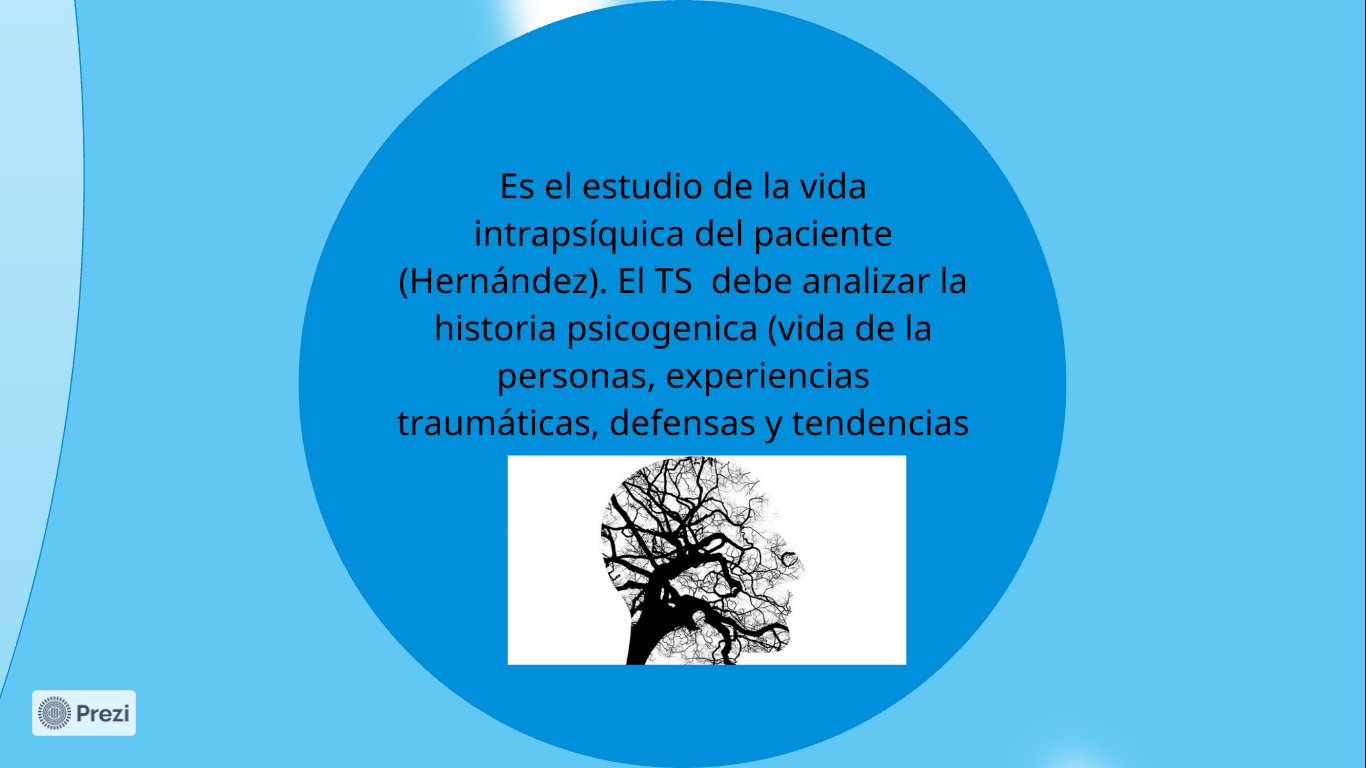 Es el estudio de la vida
intrapsíquica del paciente
(Hernández). El TS  debe analizar la
historia psicogenica (vida de la
personas, experiencias
traumáticas, defensas y tendencias
Prezi